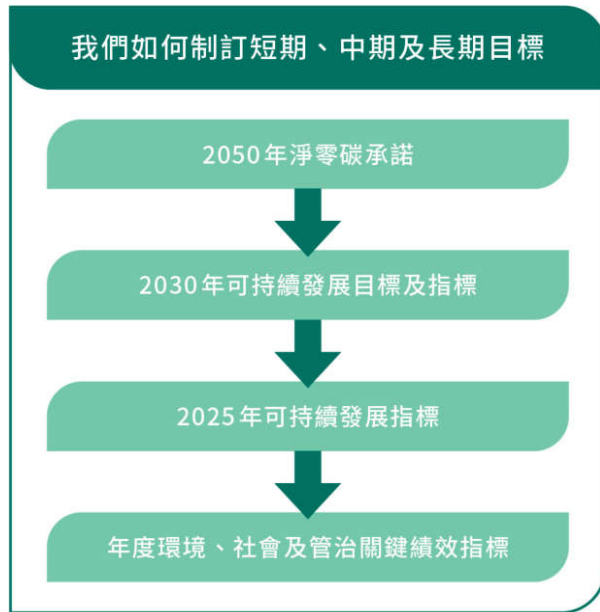 我們如何制訂短期、中期及長期目標
2050年淨零碳承諾
2030年可持續發展目標及指標
2025年可持續發展指標
年度環境、社會及管治關鍵績效指標